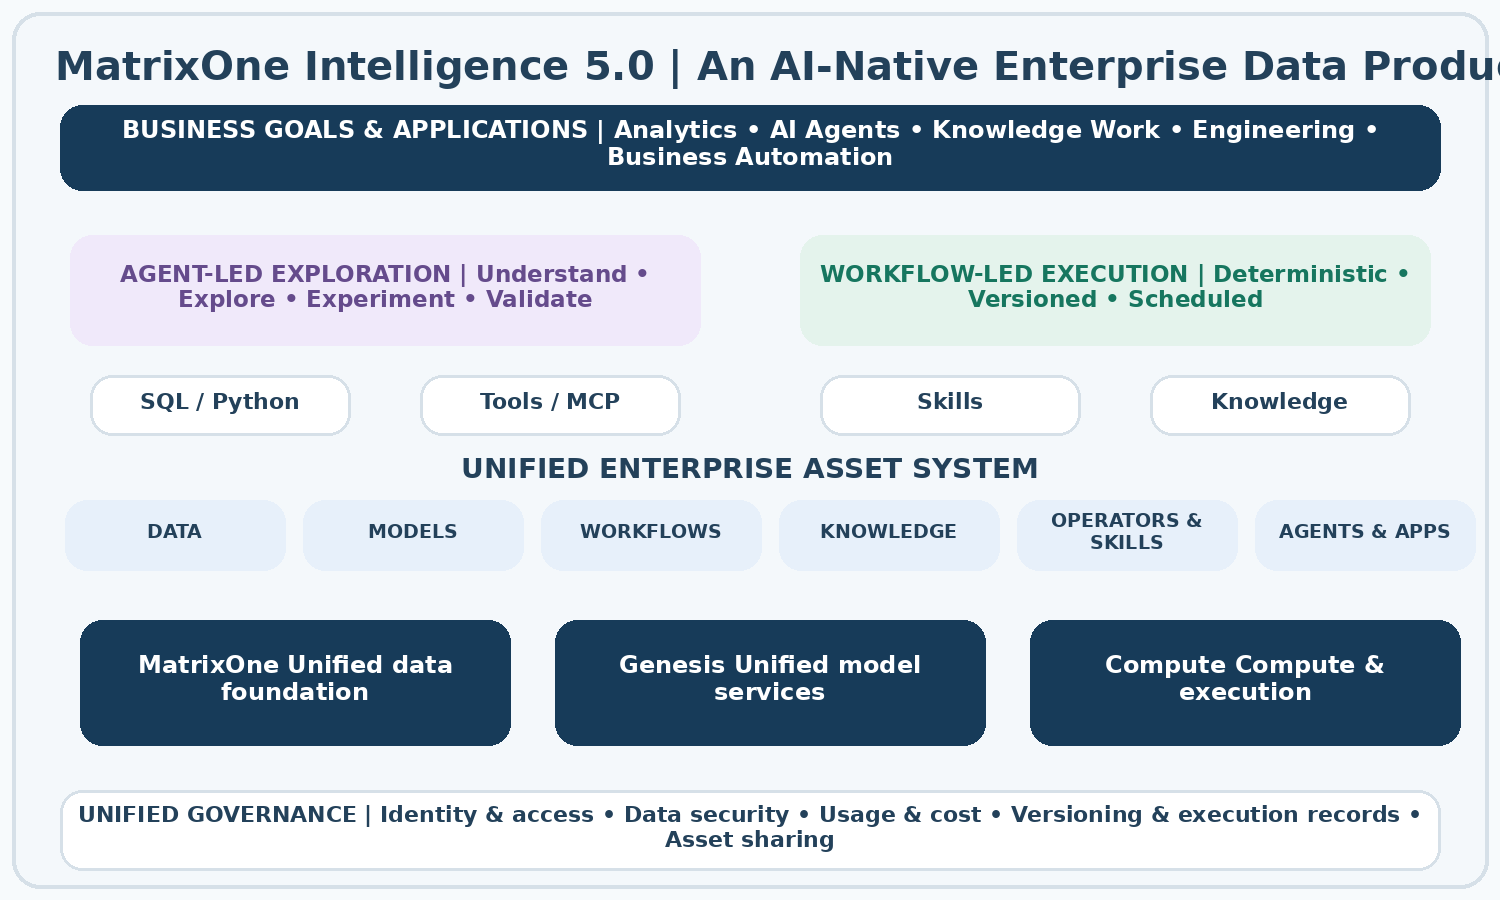 MatrixOne Intelligence 5.0 | An AI-Native Enterprise Data
BUSINESS GOALS & APPLICATIONS | Analytics • AI Agents • Knowledge Work • Engineering •
Business Automation
AGENT-LED EXPLORATION | Understand •
Explore • Experiment • Validate
WORKFLOW-LED EXECUTION | Deterministic •
Versioned • Scheduled
SQL / Python
Tools / MCP
Skills
Knowledge
UNIFIED ENTERPRISE ASSET SYSTEM
DATA
MODELS
WORKFLOWS
KNOWLEDGE
OPERATORS &
SKILLS
AGENTS & APPS
MatrixOne Unified data
foundation
Genesis Unified model
services
Compute Compute &
execution
UNIFIED GOVERNANCE | Identity & access • Data security • Usage & cost • Versioning & execution records •
Asset sharing